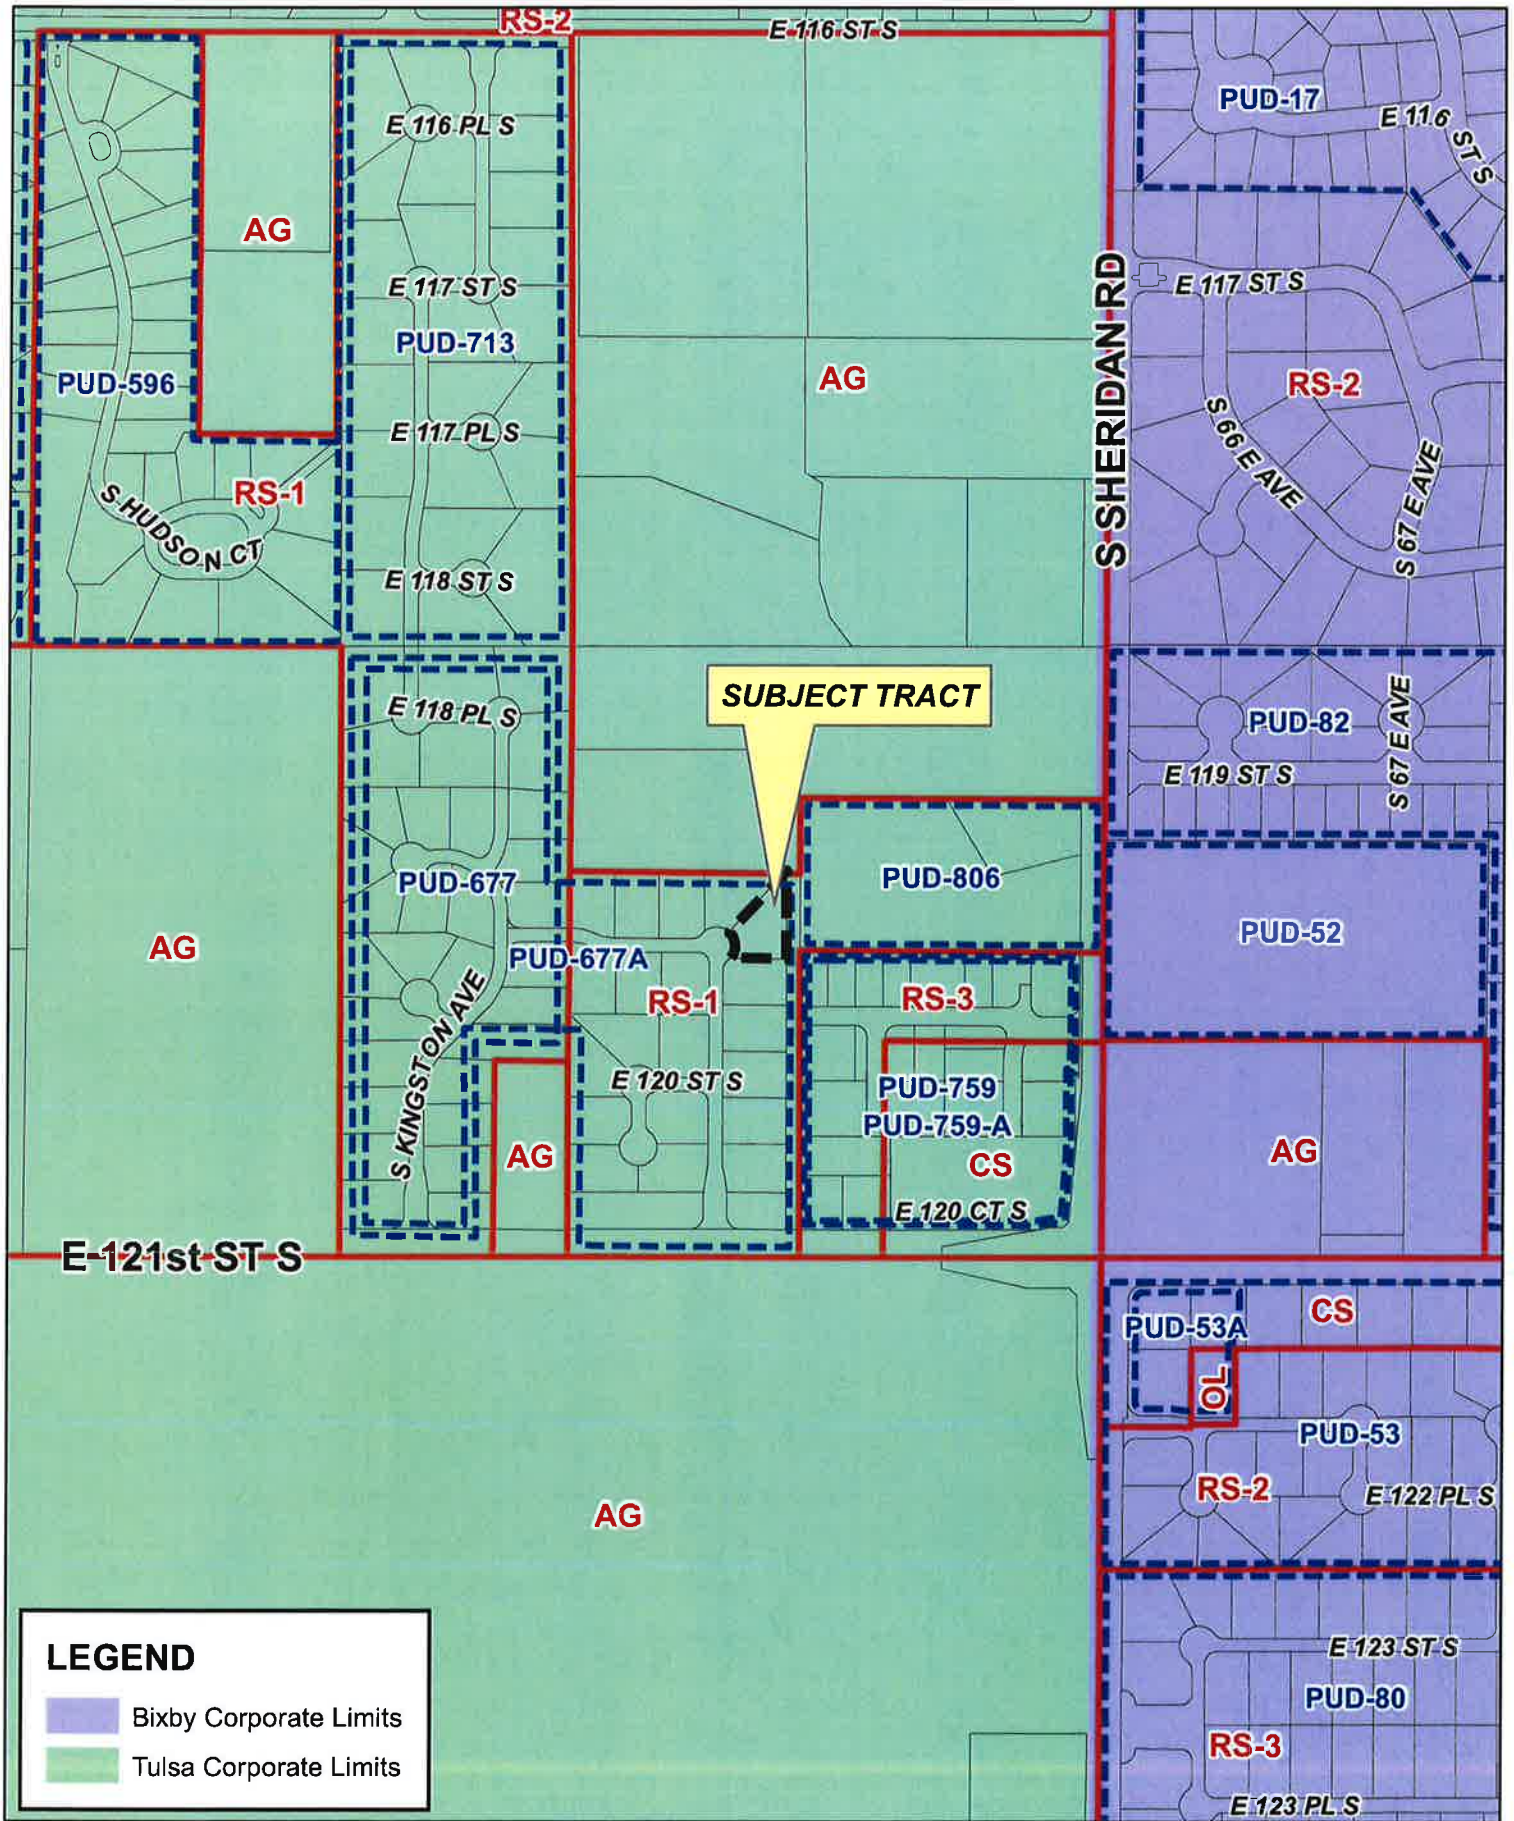 RS-2
E 116 ST S
PUD-17
E 116 ST S
E 116 PL S
AG
E 117 ST S
E 117 ST S
S SHERIDAN RD
PUD-713
PUD-596
AG
RS-2
E 117 PL S
S 66 E AVE
S 67 E AVE
RS-1
S HUDSON CT
E 118 ST S
SUBJECT TRACT
E 118 PL S
PUD-82
S 67 E AVE
E 119 ST S
PUD-677
PUD-806
PUD-52
AG
PUD-677A
RS-1
RS-3
S KINGSTON AVE
E 120 ST S
PUD-759
PUD-759-A
AG
CS
AG
E 120 CT S
E 121st ST S
CS
PUD-53A
OL
PUD-53
RS-2
E 122 PL S
AG
E 123 ST S
PUD-80
RS-3
E 123 PL S
LEGEND
Bixby Corporate Limits
Tulsa Corporate Limits